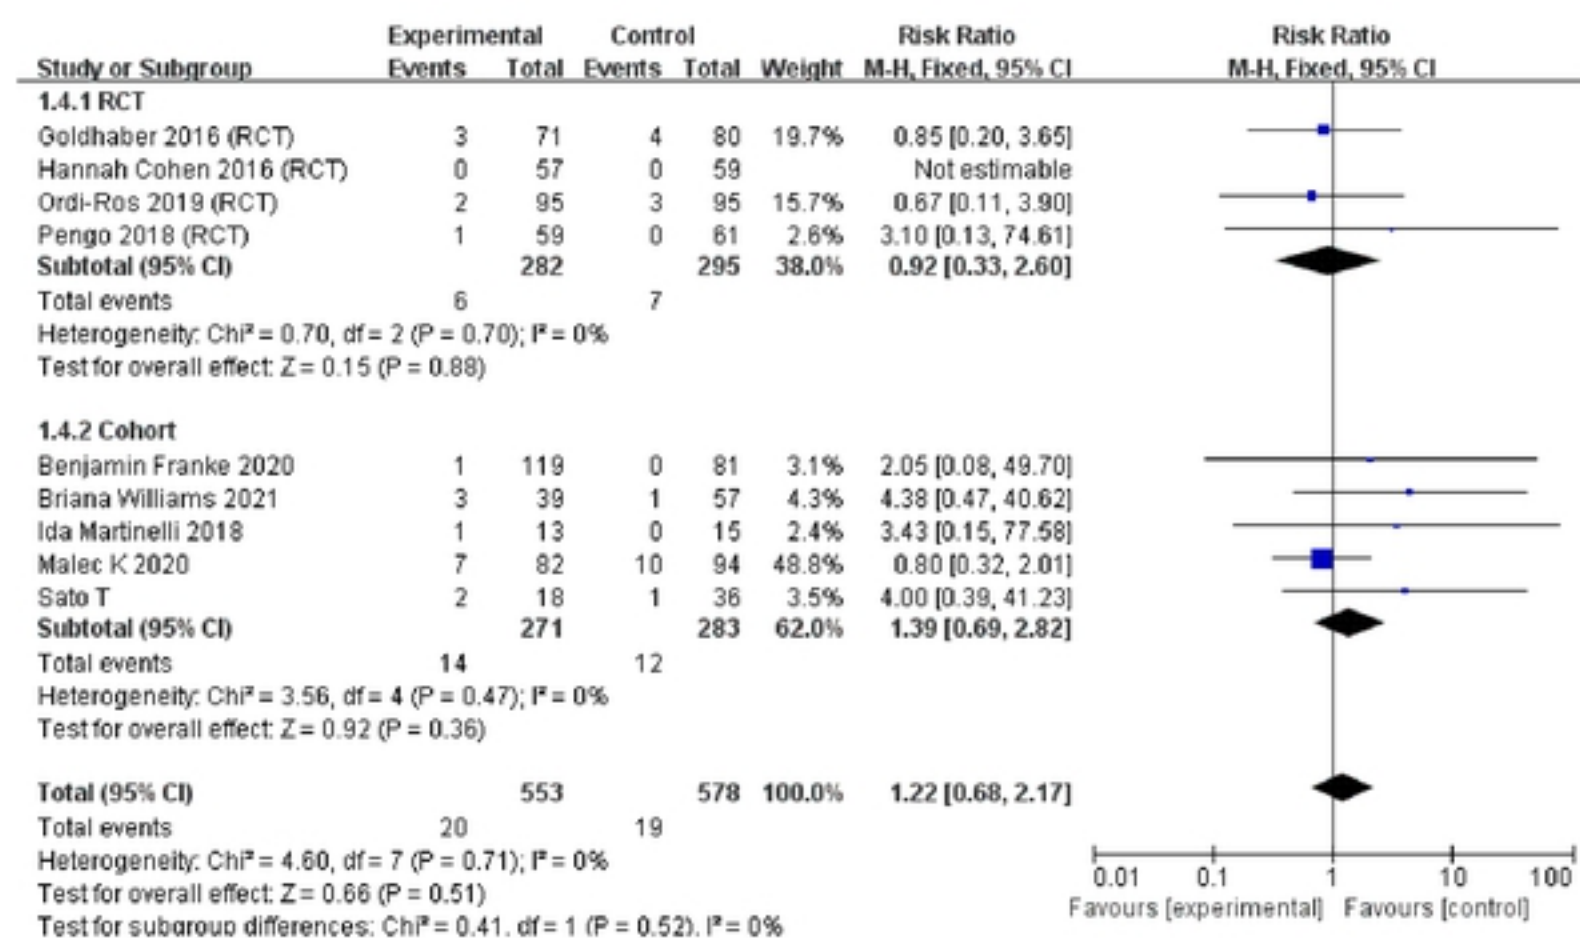 Experimental Control Risk Ratio Risk Ratio
Study or Subgroup Events Total Events Total Weight M-H, Fixed, 95% CI M-H, Fixed, 95% CI
1.4.1 RCT
Goldhaber 2016 (RCT) 3 71 4 80 19.7% 0.85 [0.20, 3.65]
Hannah Cohen 2016 (RCT) 0 57 0 59 Not estimable
Ordi-Ros 2019 (RCT) 2 95 3 95 15.7% 0.67 [0.11, 3.90]
Pengo 2018 (RCT) 1 59 0 61 2.6% 3.10 [0.13, 74.61]
Subtotal (95% CI) 282 295 38.0% 0.92 [0.33, 2.60]
Total events 6 7
Heterogeneity: Chi² = 0.70, df = 2 (P = 0.70); I² = 0%
Test for overall effect: Z = 0.15 (P = 0.88)
1.4.2 Cohort
Benjamin Franke 2020 1 119 0 81 3.1% 2.05 [0.08, 49.70]
Briana Williams 2021 3 39 1 57 4.3% 4.38 [0.47, 40.62]
Ida Martinelli 2018 1 13 0 15 2.4% 3.43 [0.15, 77.58]
Malec K 2020 7 82 10 94 48.8% 0.80 [0.32, 2.01]
Sato T 2 18 1 36 3.5% 4.00 [0.39, 41.23]
Subtotal (95% CI) 271 283 62.0% 1.39 [0.69, 2.82]
Total events 14 12
Heterogeneity: Chi² = 3.56, df = 4 (P = 0.47); I² = 0%
Test for overall effect: Z = 0.92 (P = 0.36)
Total (95% CI) 553 578 100.0% 1.22 [0.68, 2.17]
Total events 20 19
Heterogeneity: Chi² = 4.60, df = 7 (P = 0.71); I² = 0%
Test for overall effect: Z = 0.66 (P = 0.51)
Test for subgroup differences: Chi² = 0.41, df = 1 (P = 0.52), I² = 0%
0.01 0.1 1 10 100
Favours [experimental] Favours [control]